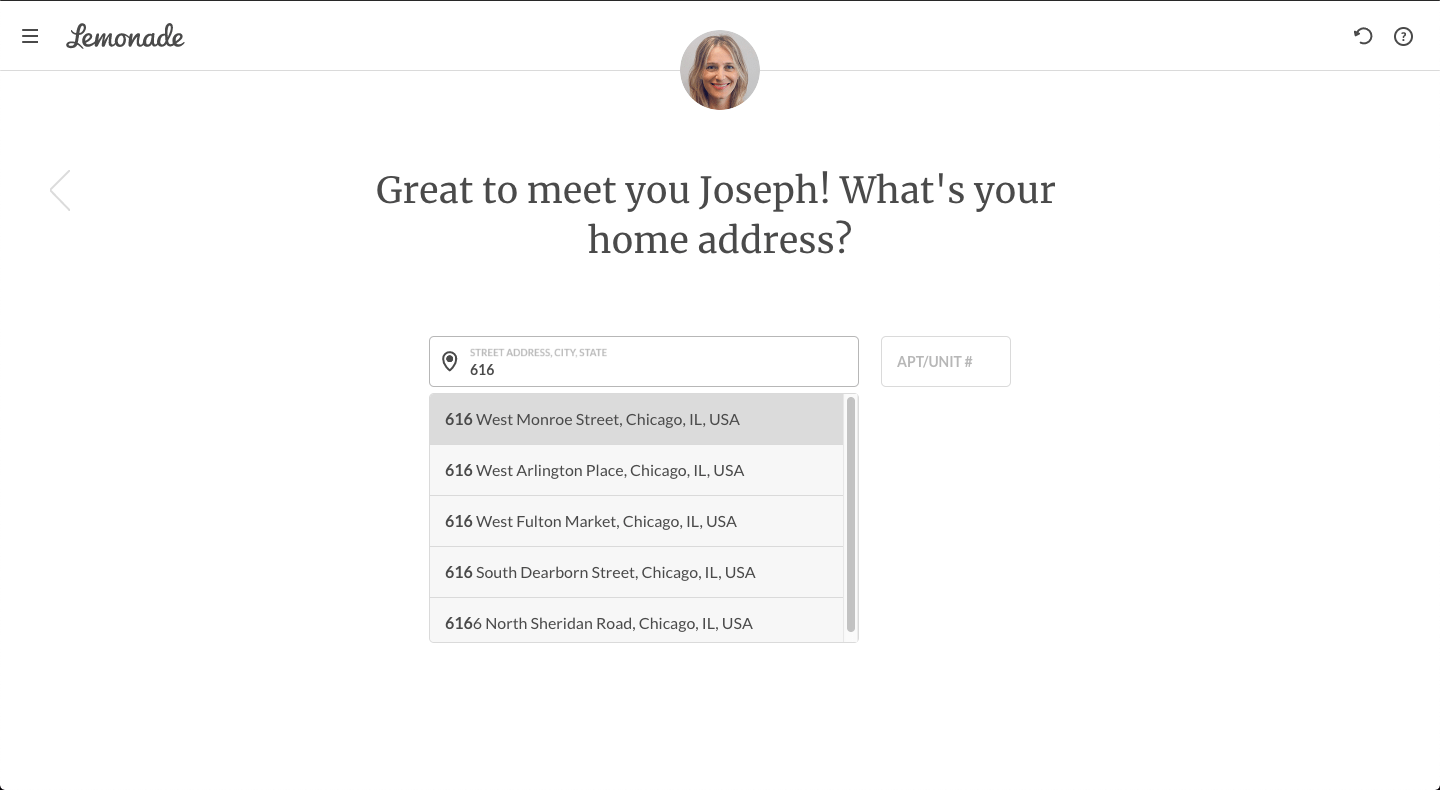 Lemonade
?
Great to meet you Joseph! What's your
home address?
STREET ADDRESS, CITY, STATE
616
APT/UNIT #
616 West Monroe Street, Chicago, IL, USA
616 West Arlington Place, Chicago, IL, USA
616 West Fulton Market, Chicago, IL, USA
616 South Dearborn Street, Chicago, IL, USA
6166 North Sheridan Road, Chicago, IL, USA